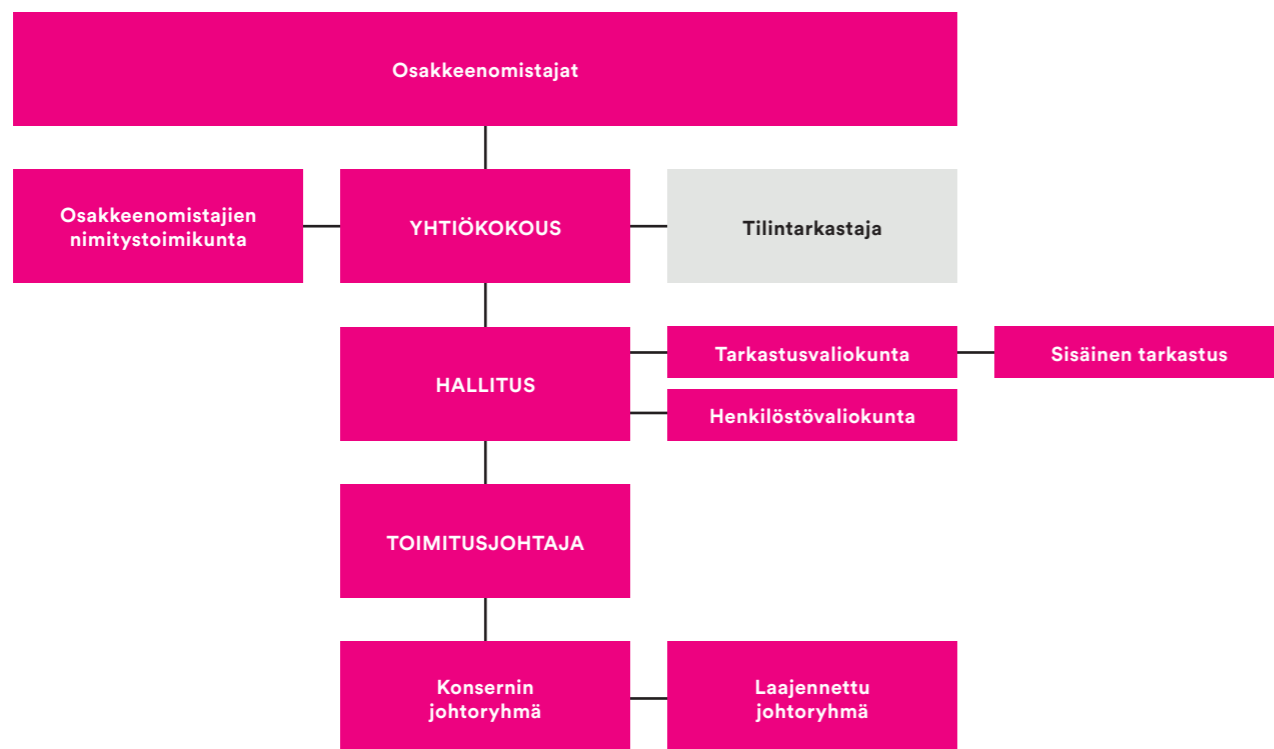 Osakkeenomistajat
Osakkeenomistajien
nimitystoimikunta
YHTIÖKOKOUS
Tilintarkastaja
HALLITUS
Tarkastusvaliokunta
Sisäinen tarkastus
Henkilöstövaliokunta
TOIMITUSJOHTAJA
Konsernin
johtoryhmä
Laajennettu
johtoryhmä